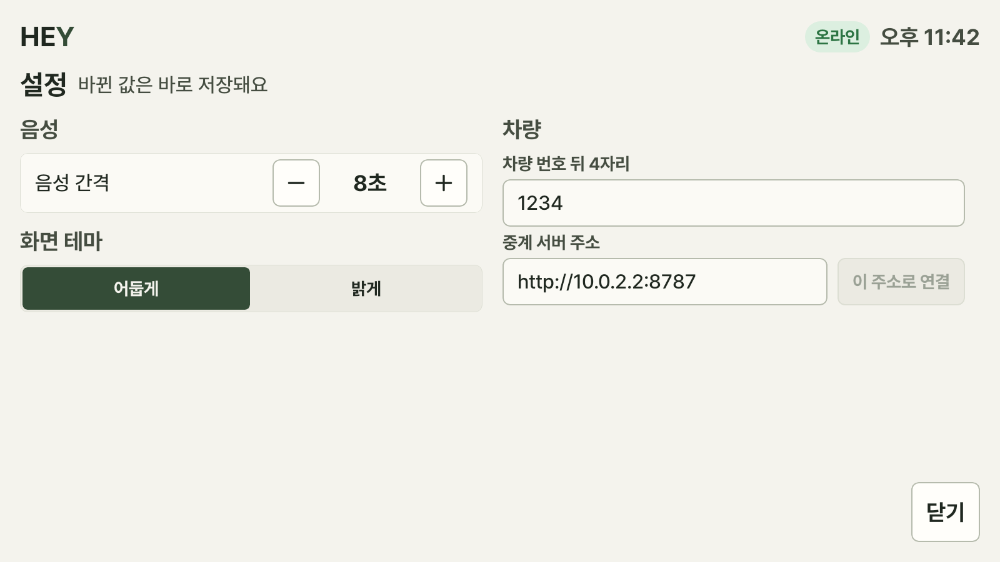 HEY
온라인 오후 11:42
설정 바뀐 값은 바로 저장돼요
음성
음성 간격 − 8초 +
화면 테마
어둡게 밝게
차량
차량 번호 뒤 4자리
1234
중계 서버 주소
http://10.0.2.2:8787 이 주소로 연결
닫기